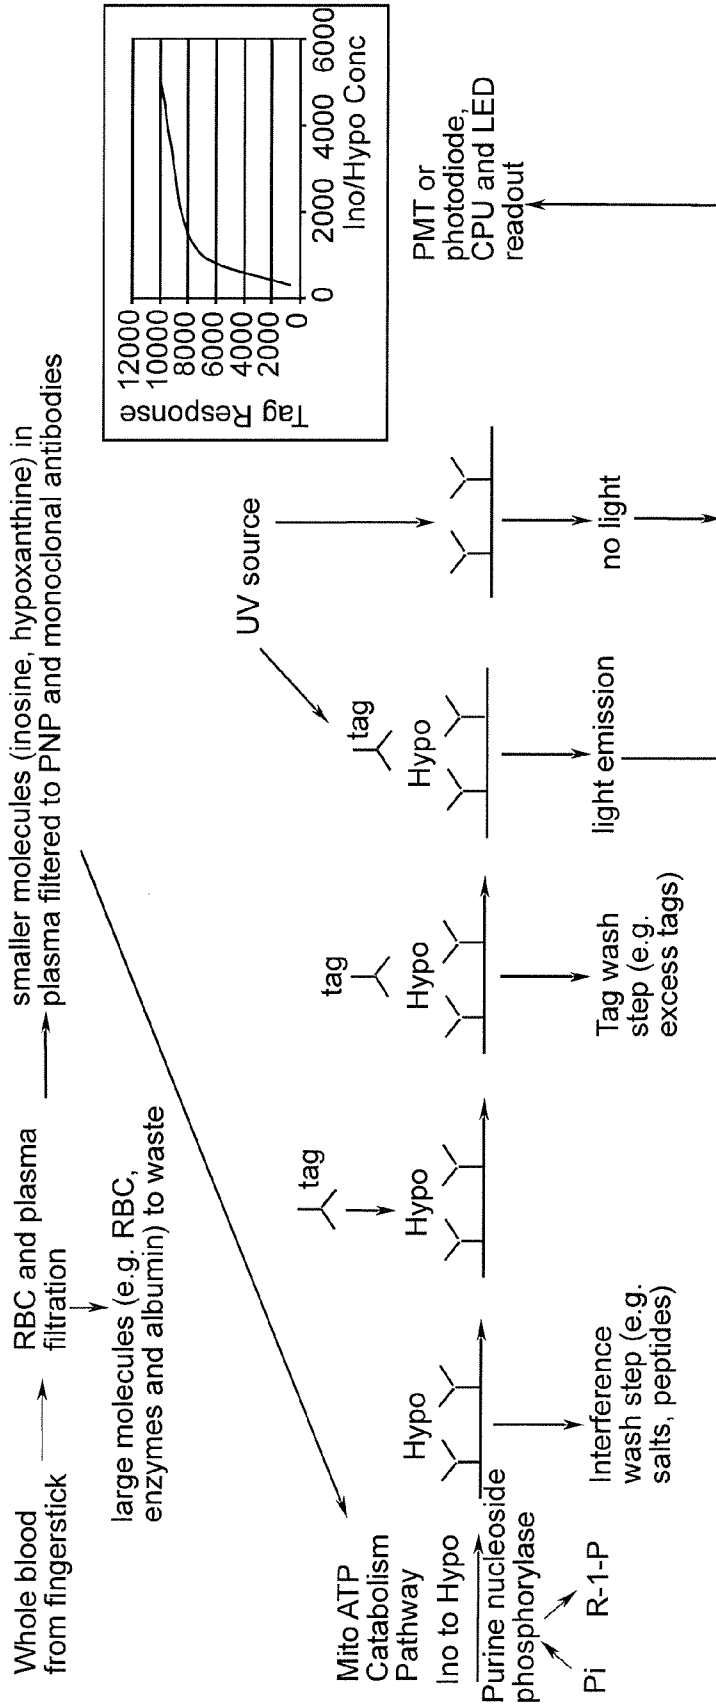 Whole blood
from fingerstick
RBC and plasma
filtration
large molecules (e.g. RBC,
enzymes and albumin) to waste
smaller molecules (inosine, hypoxanthine) in
plasma filtered to PNP and monoclonal antibodies
Tag Response
12000
10000
8000
6000
4000
2000
0
0
2000
4000
6000
Ino/Hypo Conc
Mito ATP
Catabolism
Pathway
Ino to Hypo
Purine nucleoside
phosphorylase
Pi
R-1-P
Hypo
Interference
wash step (e.g.
salts, peptides)
tag
Hypo
tag
Hypo
Tag wash
step (e.g.
excess tags)
UV source
tag
Hypo
light emission
no light
PMT or
photodiode,
CPU and LED
readout